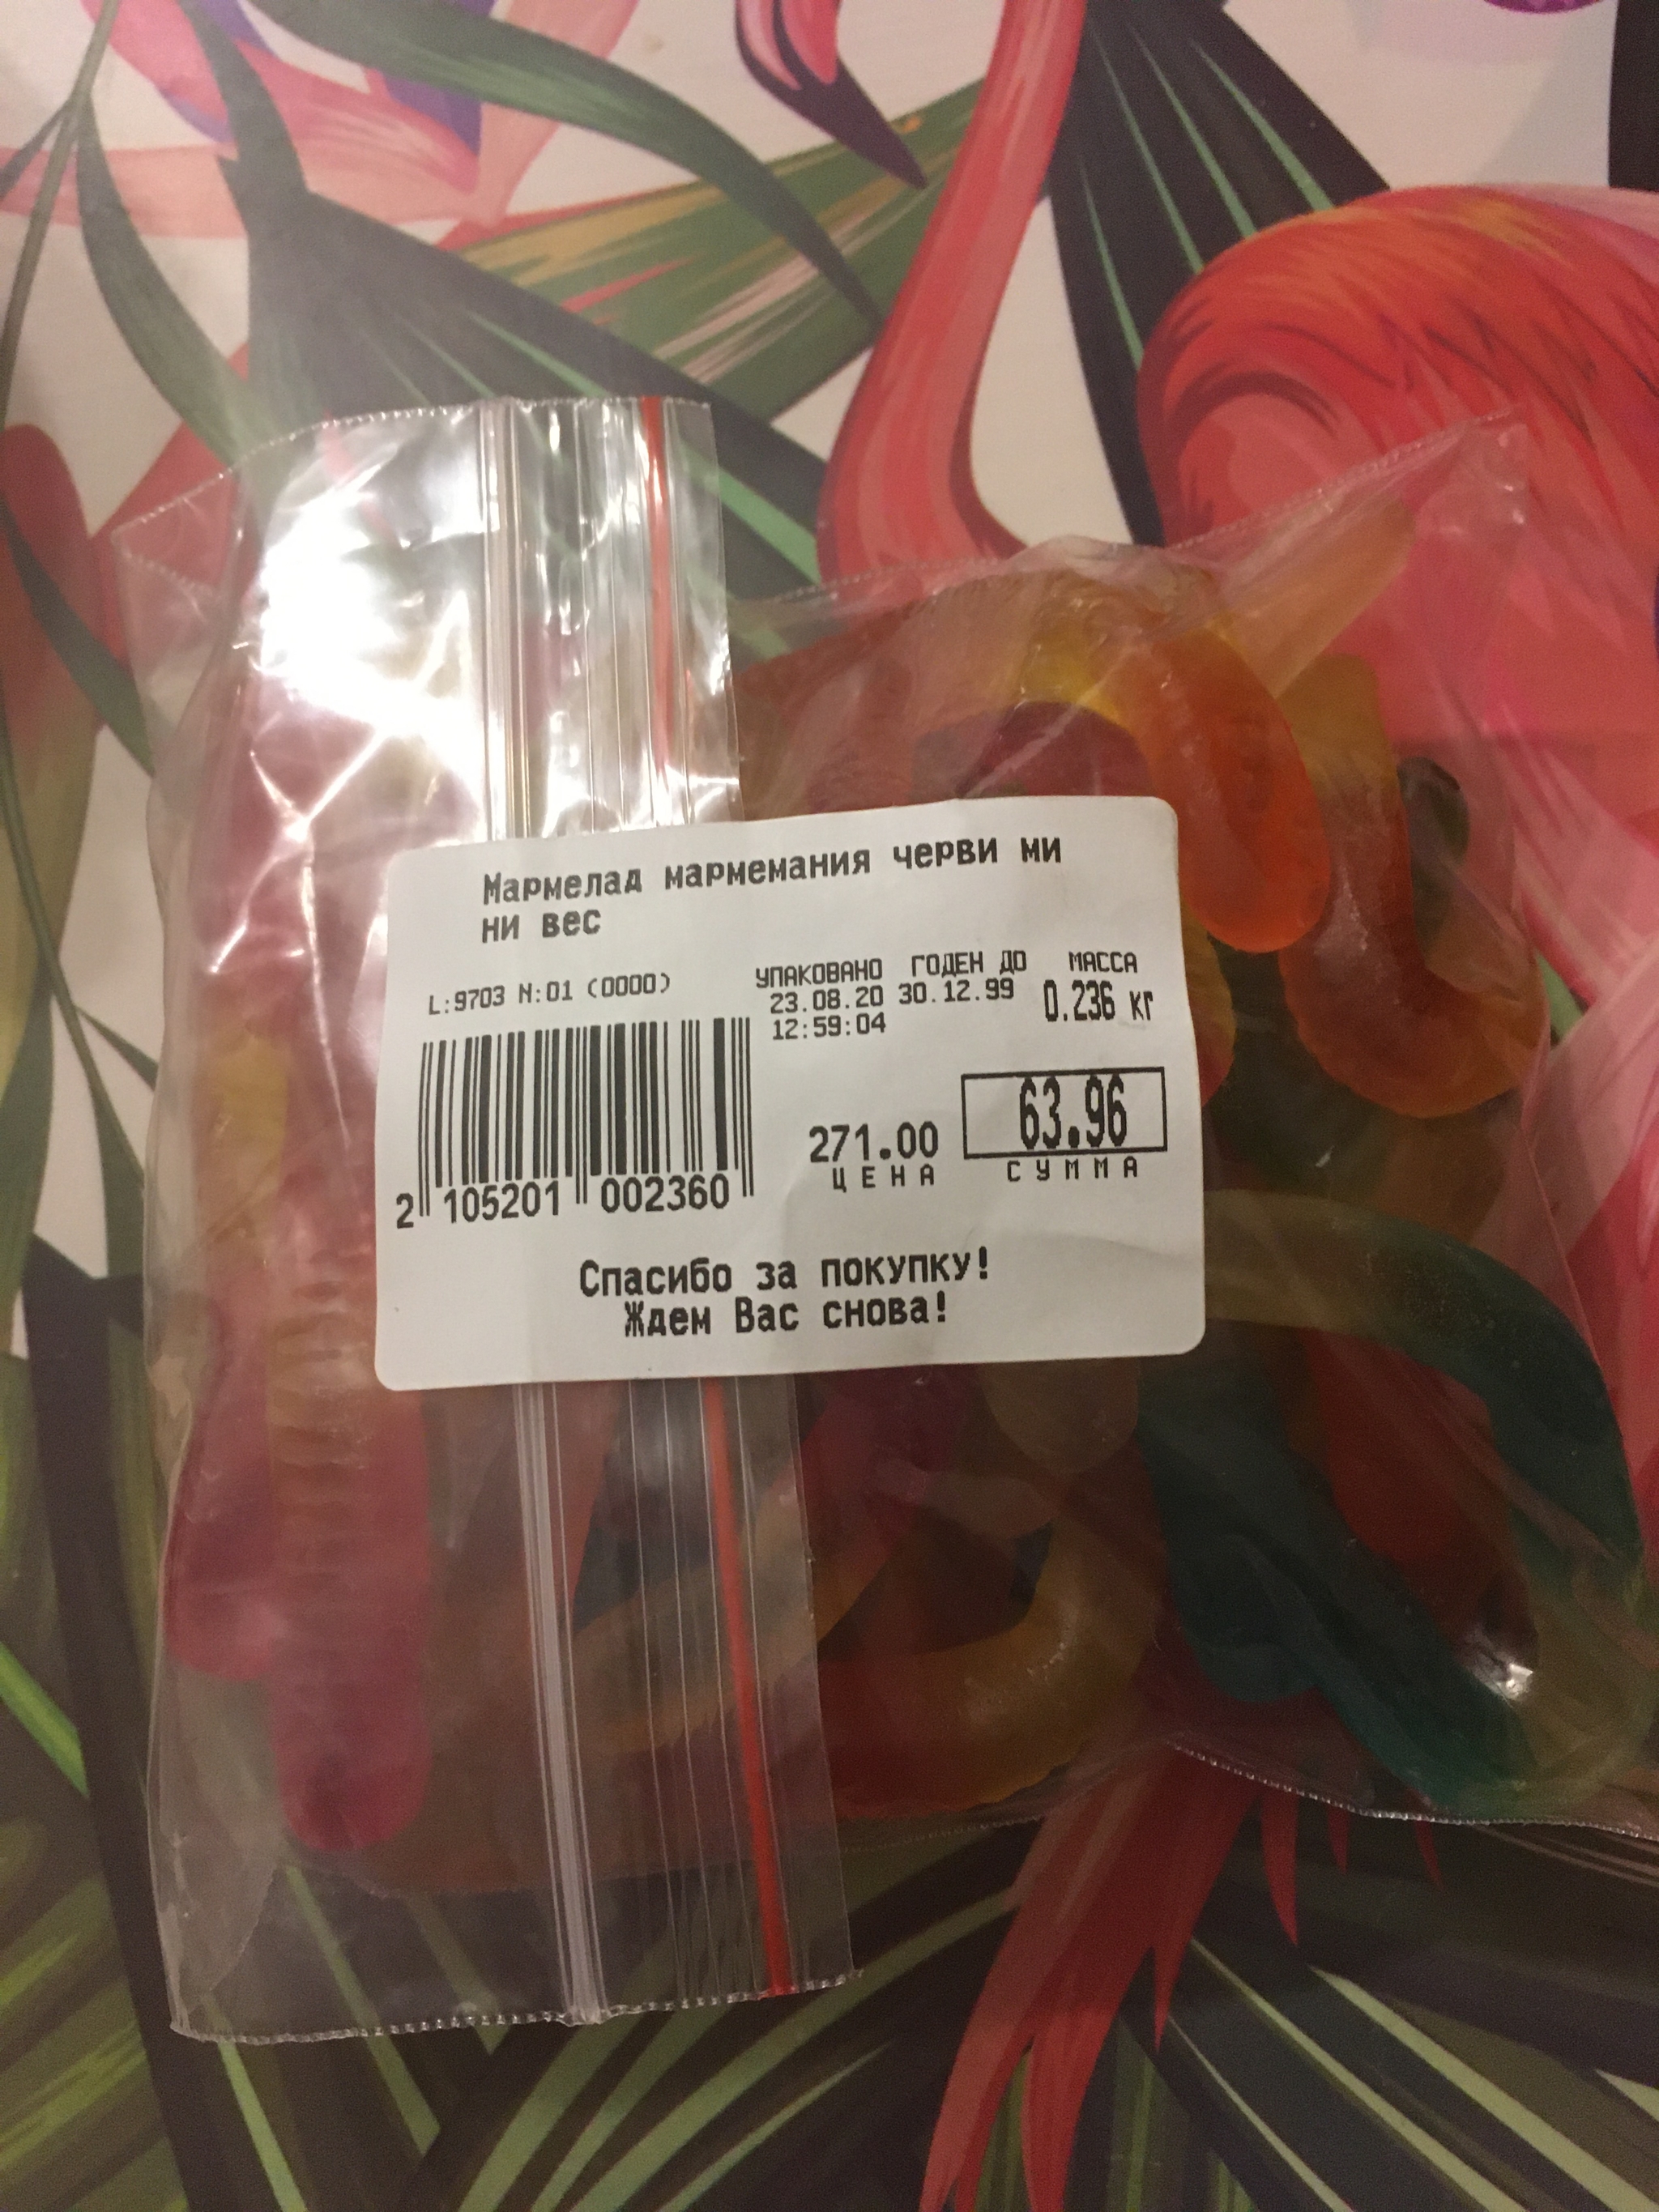 Мармелад мармемания черви ми
ни вес
L:9703 N:01 (0000)
УПАКОВАНО ГОДЕН ДО МАССА
23.08.20 30.12.99 0.236 кг
12:59:04
271.00 63.96
ЦЕНА СУММА
2 105201 002360
Спасибо за покупку!
Ждем Вас снова!